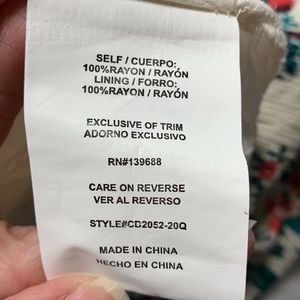 SELF / CUERPO:
100%RAYON / RAYÓN
LINING / FORRO:
100%RAYON / RAYÓN
EXCLUSIVE OF TRIM
ADORNO EXCLUSIVO
RN#139688
CARE ON REVERSE
VER AL REVERSO
STYLE#CD2052-20Q
MADE IN CHINA
HECHO EN CHINA